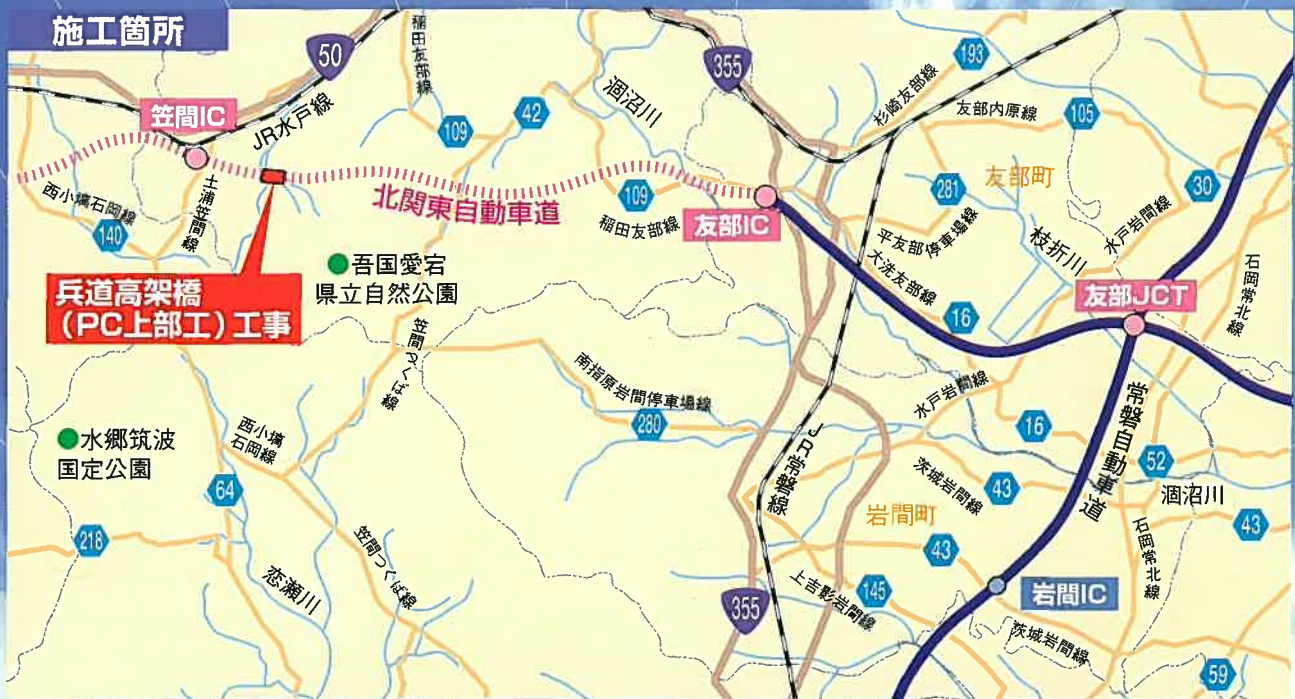 施工箇所
50
稲田友部線
355
193
杉崎友部線
友部内原線
105
笠間IC
JR水戸線
109
42
涸沼川
西小塙石岡線
140
土浦笠間線
北関東自動車道
109
稲田友部線
友部IC
281
友部町
30
平友部停車場線
枝折川
水戸岩間線
大洗友部線
16
友部JCT
石岡常北線
兵道高架橋
(PC上部工)工事
吾国愛宕
県立自然公園
笠間つくば線
南指原岩間停車場線
280
水戸岩間線
16
常磐自動車道
52
涸沼川
水郷筑波
国定公園
西小塙
石岡線
64
JR常磐線
茨城岩間線
43
43
石岡常北線
岩間町
43
218
恋瀬川
笠間つくば線
355
上吉影岩間線
145
岩間IC
茨城岩間線
59